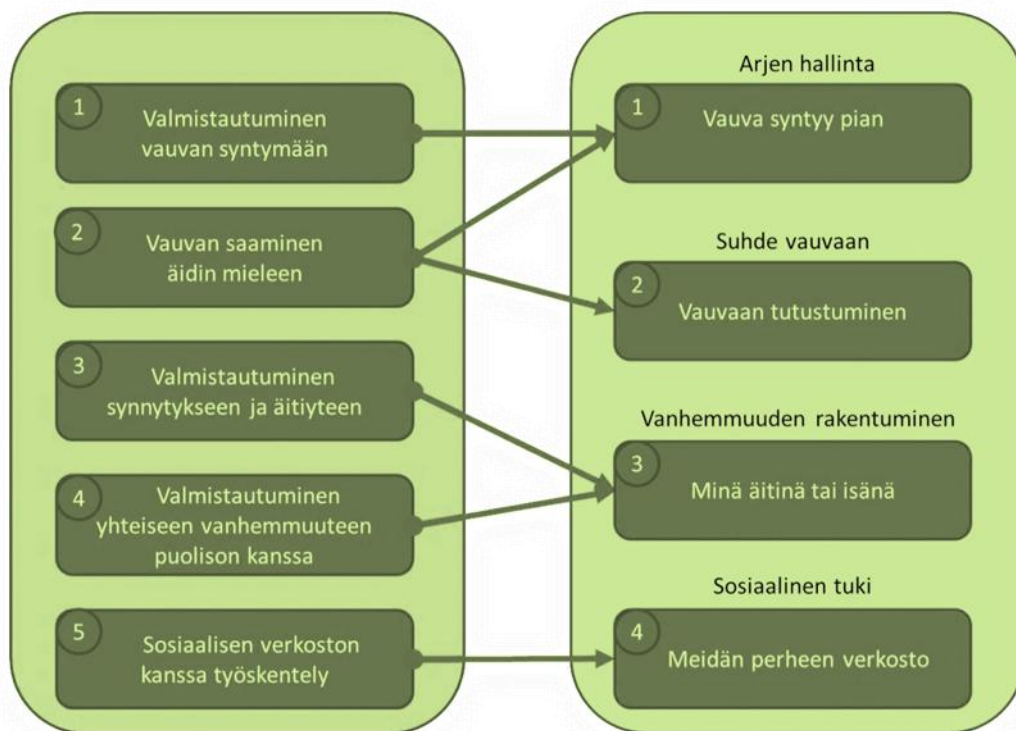 1
Valmistautuminen
vauvan syntymään
2
Vauvan saaminen
äidin mieleen
3
Valmistautuminen
synnytykseen ja äitiyteen
4
Valmistautuminen
yhteiseen vanhemmuuteen
puolison kanssa
5
Sosiaalisen verkoston
kanssa työskentely
Arjen hallinta
1
Vauva syntyy pian
Suhde vauvaan
2
Vauvaan tutustuminen
Vanhemmuuden rakentuminen
3
Minä äitinä tai isänä
Sosiaalinen tuki
4
Meidän perheen verkosto